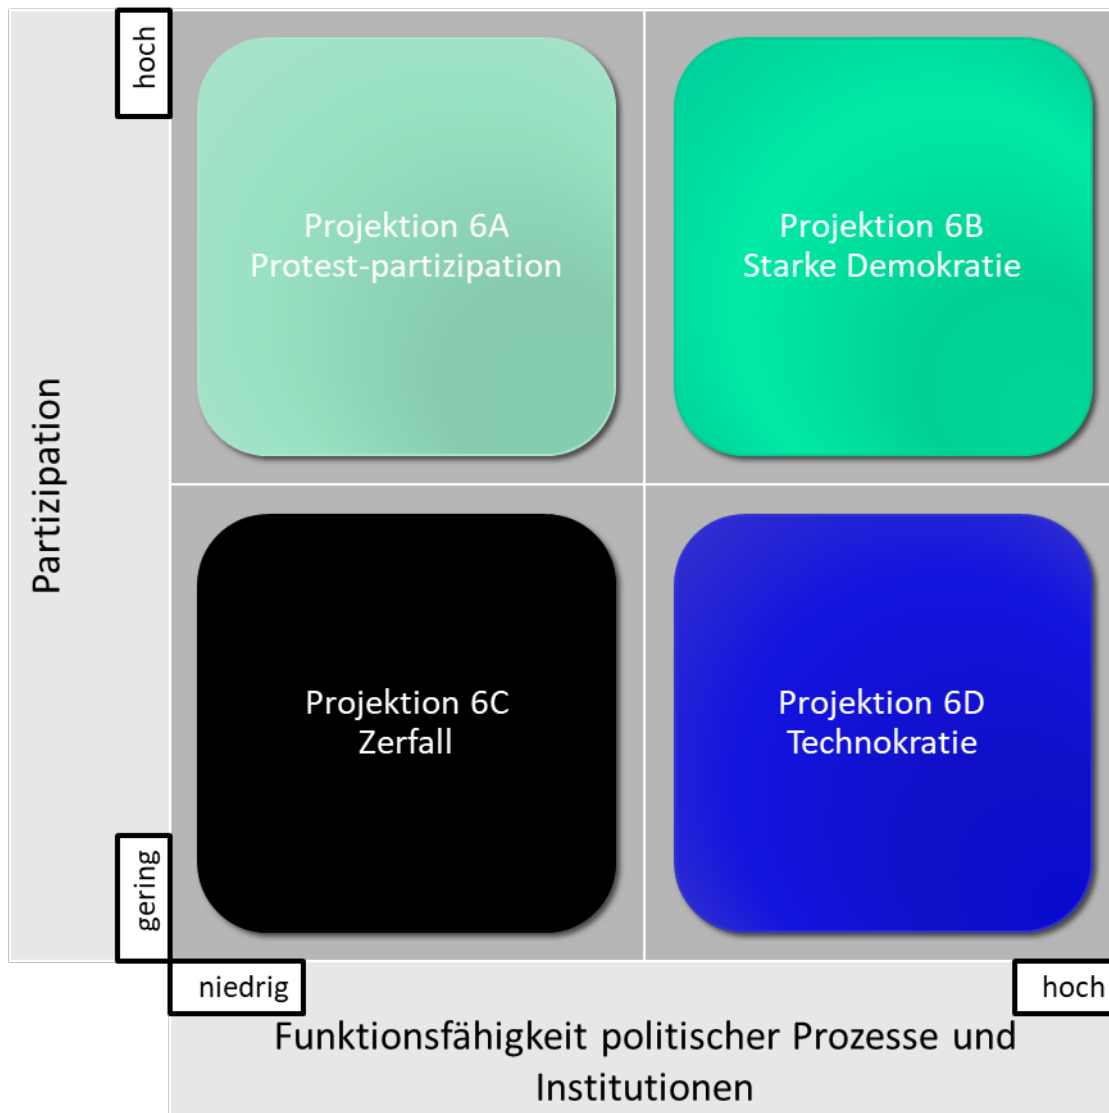 hoch
Projektion 6A
Protest-partizipation
Projektion 6B
Starke Demokratie
Partizipation
Projektion 6C
Zerfall
Projektion 6D
Technokratie
gering
niedrig
hoch
Funktionsfähigkeit politischer Prozesse und
Institutionen